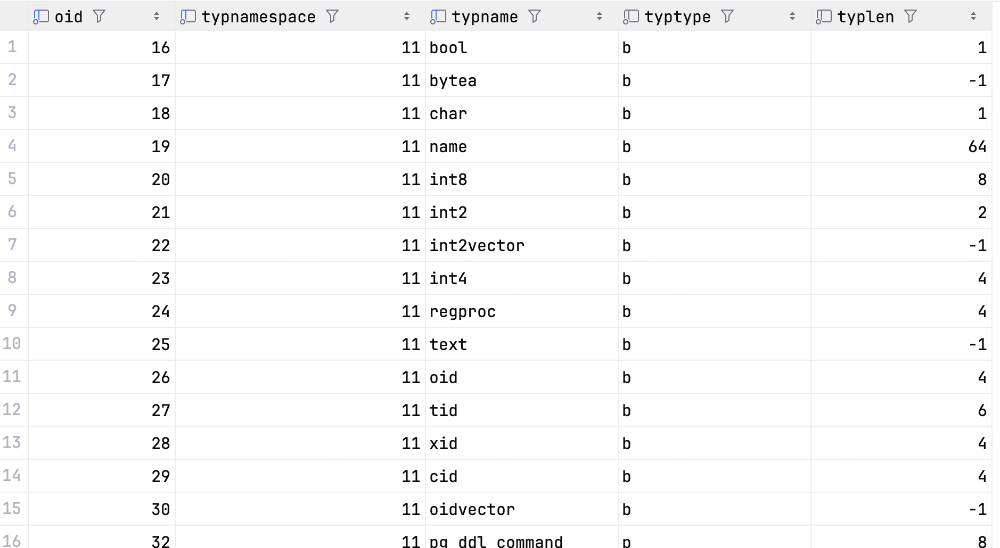 oid typnamespace typname typtype typlen
1 16 11 bool b 1
2 17 11 bytea b -1
3 18 11 char b 1
4 19 11 name b 64
5 20 11 int8 b 8
6 21 11 int2 b 2
7 22 11 int2vector b -1
8 23 11 int4 b 4
9 24 11 regproc b 4
10 25 11 text b -1
11 26 11 oid b 4
12 27 11 tid b 6
13 28 11 xid b 4
14 29 11 cid b 4
15 30 11 oidvector b -1
16 32 11 pg_ddl_command p 8